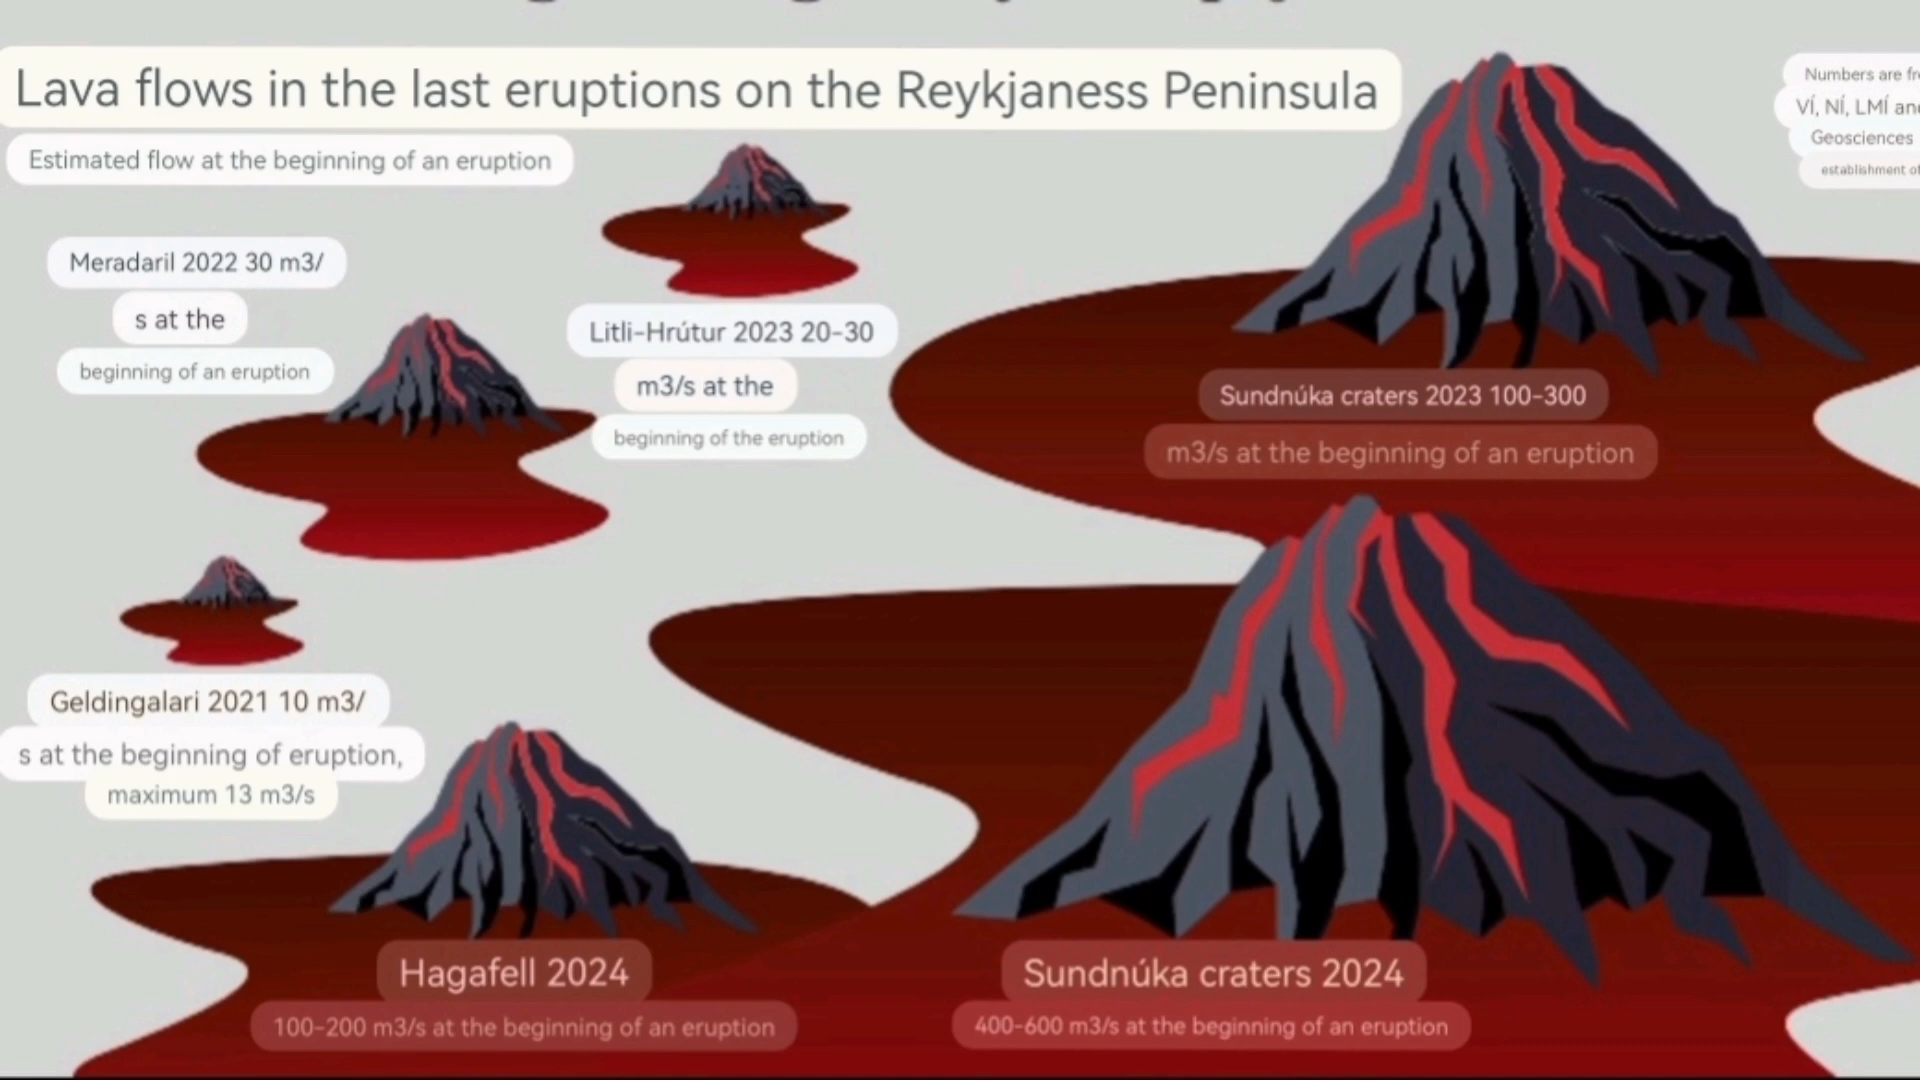 Lava flows in the last eruptions on the Reykjaness Peninsula
Estimated flow at the beginning of an eruption
Numbers are
VÍ, NÍ, LMÍ
Geosciences
establishment
Meradaril 2022 30 m3/
s at the
beginning of an eruption
Litli-Hrútur 2023 20-30
m3/s at the
beginning of the eruption
Sundnúka craters 2023 100-300
m3/s at the beginning of an eruption
Geldingalari 2021 10 m3/
s at the beginning of eruption,
maximum 13 m3/s
Hagafell 2024
100-200 m3/s at the beginning of an eruption
Sundnúka craters 2024
400-600 m3/s at the beginning of an eruption